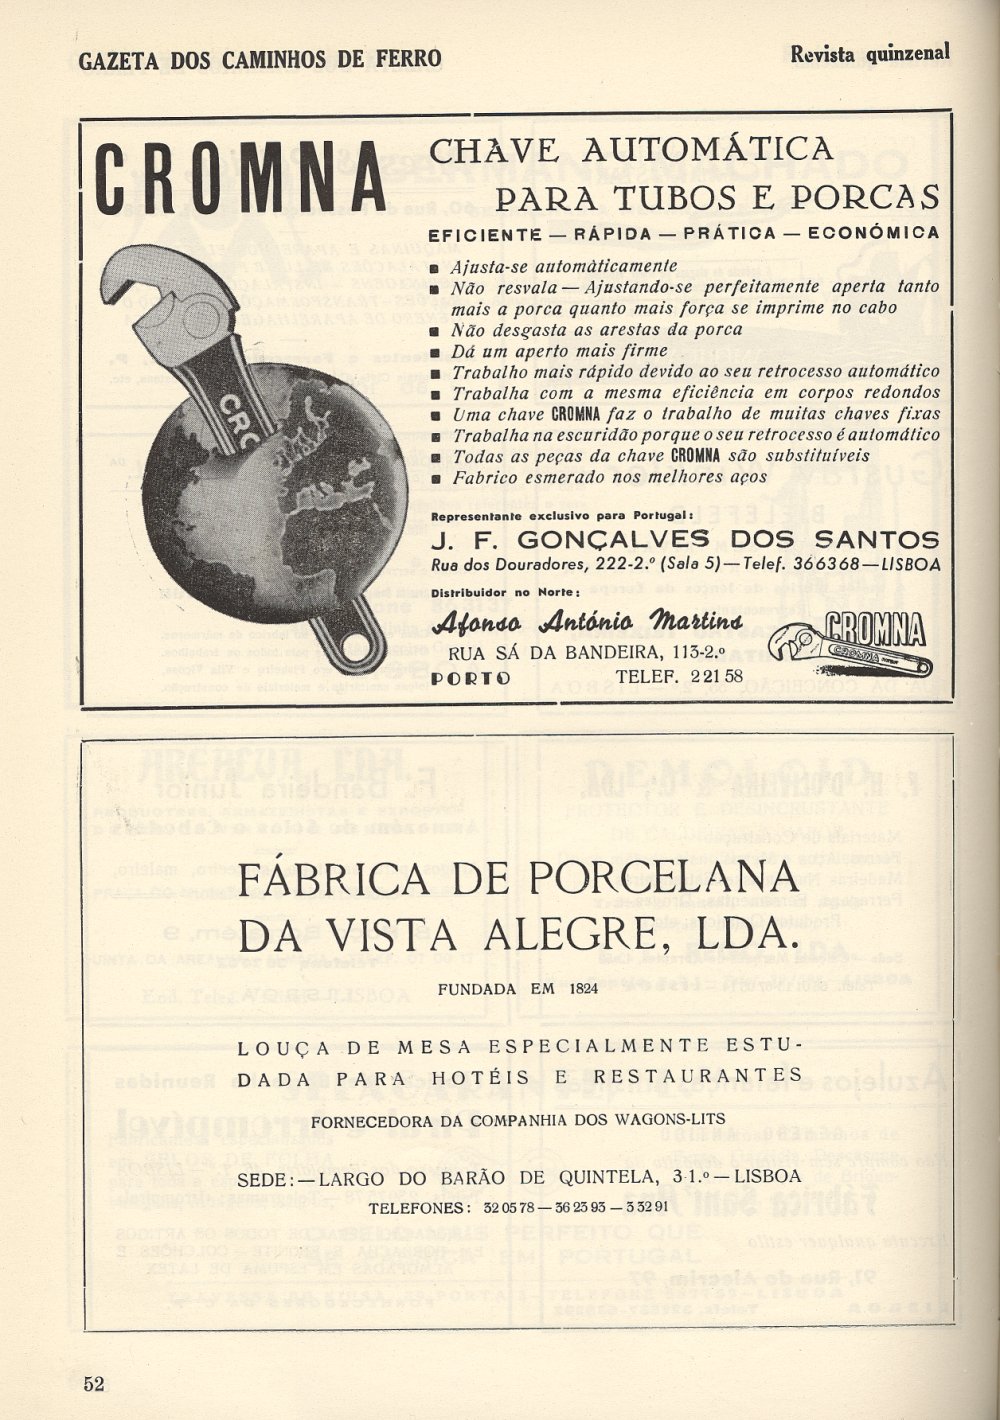 GAZETA DOS CAMINHOS DE FERRO
Revista quinzenal
CROMNA
CHAVE AUTOMÁTICA
PARA TUBOS E PORCAS
EFICIENTE — RÁPIDA — PRÁTICA — ECONÓMICA
■ Ajusta-se automàticamente
■ Não resvala — Ajustando-se perfeitamente aperta tanto
mais a porca quanto mais força se imprime no cabo
■ Não desgasta as arestas da porca
■ Dá um aperto mais firme
■ Trabalho mais rápido devido ao seu retrocesso automático
■ Trabalha com a mesma eficiência em corpos redondos
■ Uma chave CROMNA faz o trabalho de muitas chaves fixas
■ Trabalha na escuridão porque o seu retrocesso é automático
■ Todas as peças da chave CROMNA são substituíveis
■ Fabrico esmerado nos melhores aços
CRO
Representante exclusivo para Portugal:
J. F. GONÇALVES DOS SANTOS
Rua dos Douradores, 222-2.º (Sala 5) — Telef. 366368 — LISBOA
Distribuidor no Norte:
Afonso António Martins
RUA SÁ DA BANDEIRA, 113-2.º
PORTO TELEF. 22158
CROMNA
CROMNA
FÁBRICA DE PORCELANA
DA VISTA ALEGRE, LDA.
FUNDADA EM 1824
LOUÇA DE MESA ESPECIALMENTE ESTU-
DADA PARA HOTÉIS E RESTAURANTES
FORNECEDORA DA COMPANHIA DOS WAGONS-LITS
SEDE: — LARGO DO BARÃO DE QUINTELA, 3-1.º — LISBOA
TELEFONES: 320578 — 362393 — 33291
52